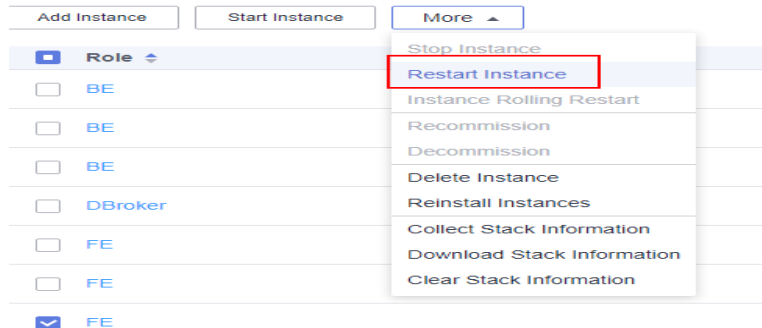 Add Instance Start Instance More
Stop Instance
Role
Restart Instance
BE
Instance Rolling Restart
BE
Recommission
Decommission
BE
Delete Instance
DBroker
Reinstall Instances
FE
Collect Stack Information
Download Stack Information
FE
Clear Stack Information
FE